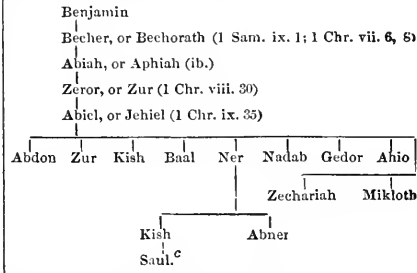 Benjamin
Becher, or Bechorath (1 Sam. ix. 1; 1 Chr. vii. 6, 8)
Abiah, or Aphiah (ib.)
Zeror, or Zur (1 Chr. viii. 30)
Abiel, or Jehiel (1 Chr. ix. 35)
Abdon Zur Kish Baal Ner Nadab Gedor Ahio
Zechariah Mikloth
Kish Abner
Saul.c